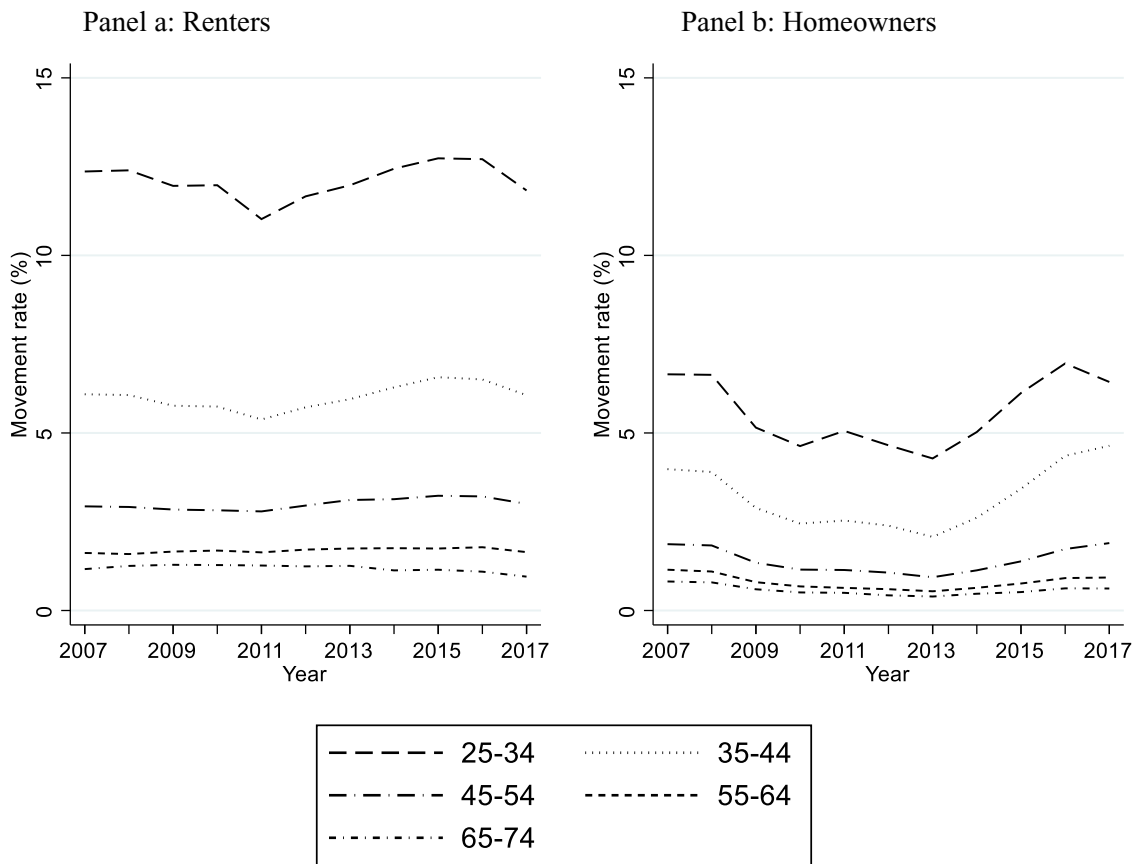 Panel a: Renters
Panel b: Homeowners
15
10
5
0
Movement rate (%)
2007 2009 2011 2013 2015 2017
Year
15
10
5
0
Movement rate (%)
2007 2009 2011 2013 2015 2017
Year
25-34 35-44
45-54 55-64
65-74